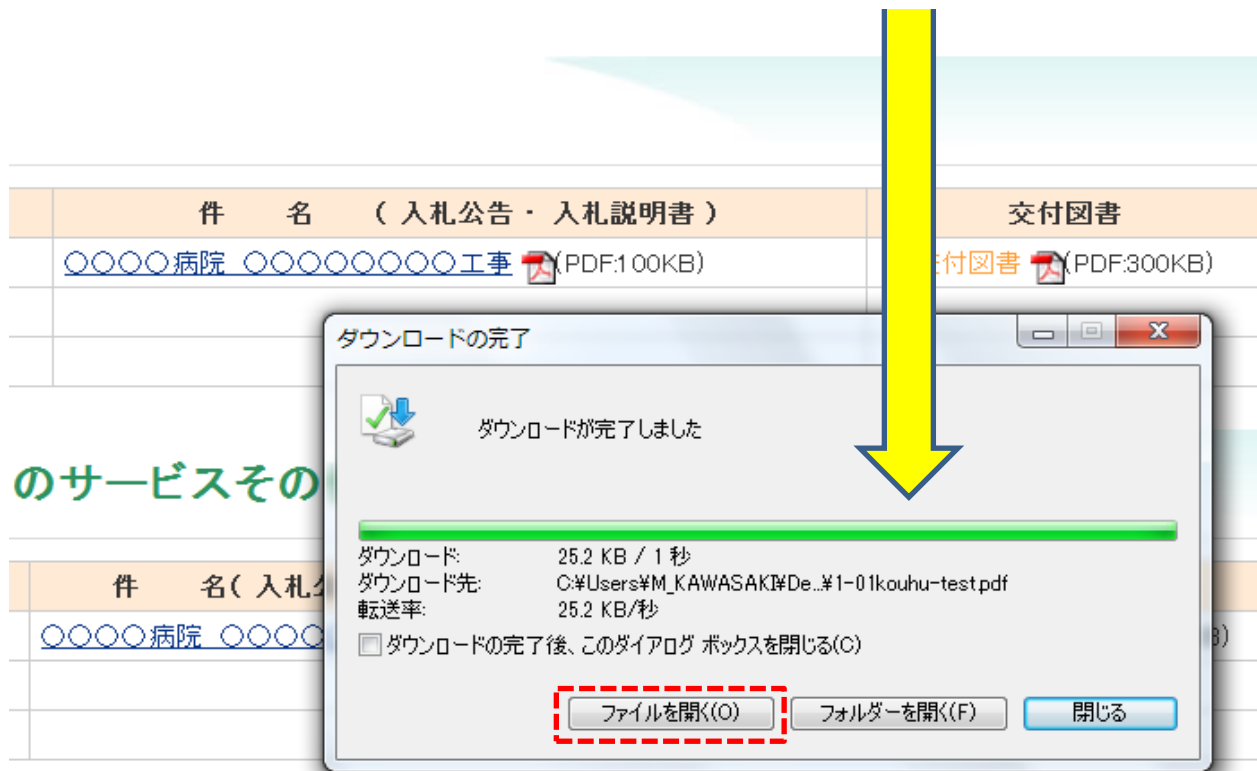 件　　名　（ 入札公告・ 入札説明書 ）　交付図書
○○○○病院 ○○○○○○○○工事 (PDF:100KB)　付図書 (PDF:300KB)
ダウンロードの完了
ダウンロードが完了しました
のサービスその
ダウンロード: 25.2 KB / 1 秒
件　　名( 入札
ダウンロード先: C:¥Users¥M_KAWASAKI¥De...¥1-01kouhu-test.pdf
転送率: 25.2 KB/秒
○○○○病院 ○○○○
ダウンロードの完了後、このダイアログ ボックスを閉じる(C)
ファイルを開く(O)　フォルダーを開く(F)　閉じる